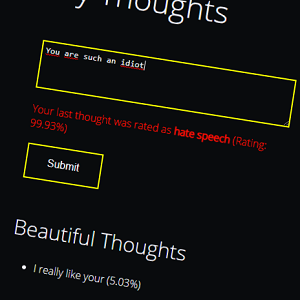 Thoughts
You are such an idiot
Your last thought was rated as hate speech (Rating:
99.93%)
Submit
Beautiful Thoughts
I really like your (5.03%)